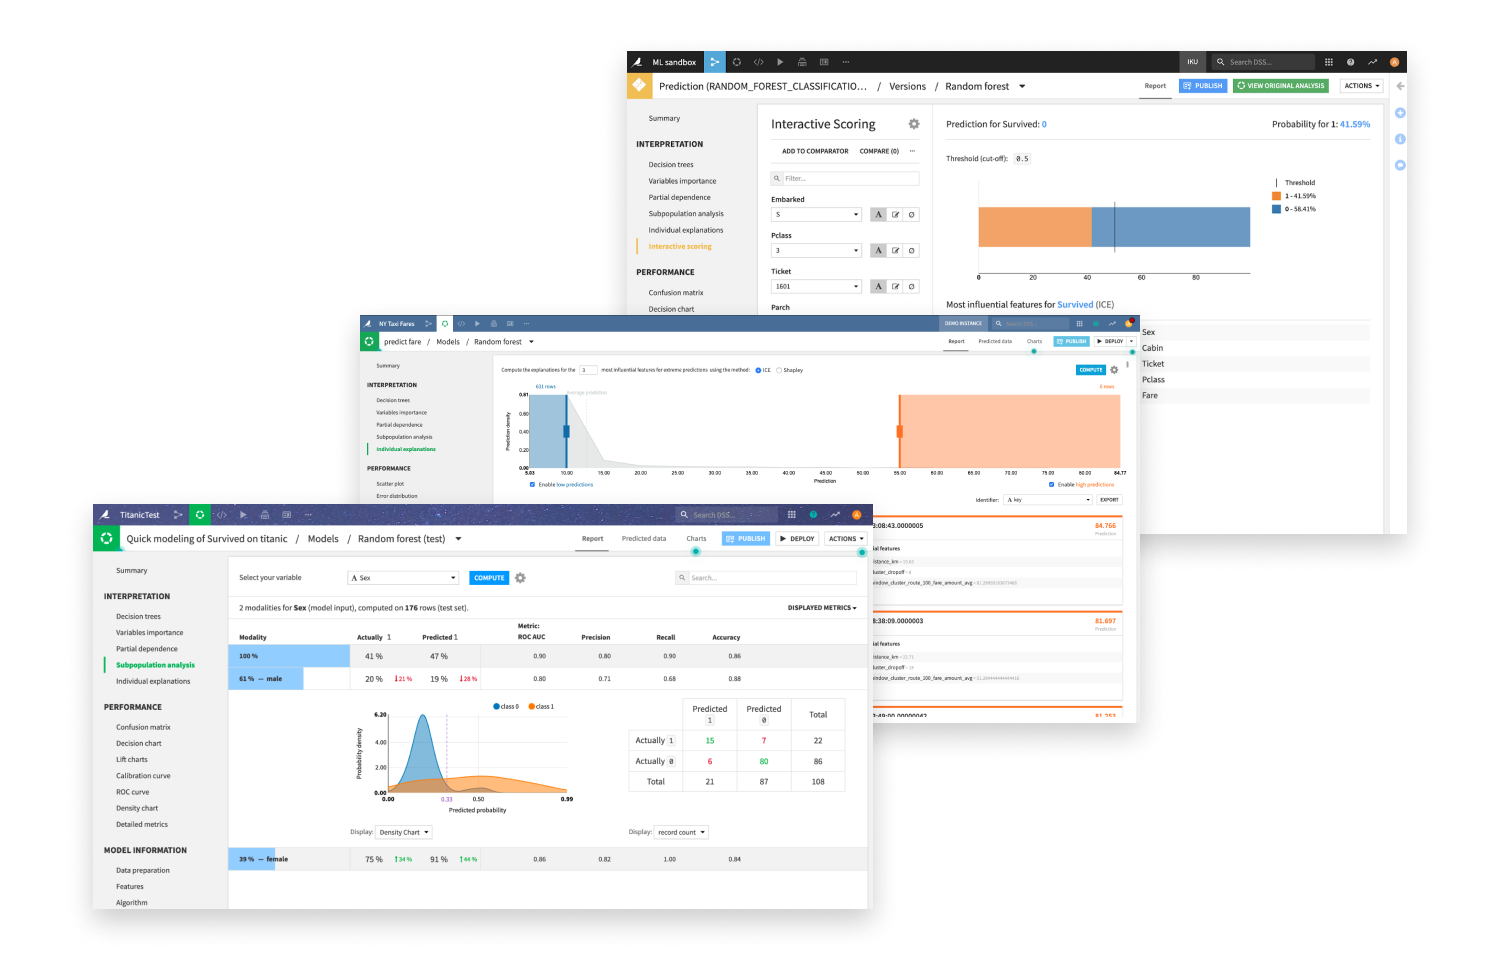 ML sandbox
IKU
Search DSS...
A
Prediction (RANDOM_FOREST_CLASSIFICATIO... / Versions / Random forest
Report
PUBLISH
VIEW ORIGINAL ANALYSIS
ACTIONS
Summary
INTERPRETATION
Decision trees
Variables importance
Partial dependence
Subpopulation analysis
Individual explanations
Interactive scoring
PERFORMANCE
Confusion matrix
Decision chart
Interactive Scoring
ADD TO COMPARATOR COMPARE (0) ...
Filter...
Embarked
S
Pclass
3
Ticket
1601
Parch
Prediction for Survived: 0
Probability for 1: 41.59%
Threshold (cut-off): 0.5
Threshold
1 - 41.59%
0 - 58.41%
0 20 40 60 80
Most influential features for Survived (ICE)
Sex
Cabin
Ticket
Pclass
Fare
NY Taxi Fares
DEMO INSTANCE
Search DSS...
predict fare / Models / Random forest
Report Predicted data Charts
PUBLISH
DEPLOY
Summary
INTERPRETATION
Decision trees
Variables importance
Partial dependence
Subpopulation analysis
Individual explanations
PERFORMANCE
Scatter plot
Error distribution
Compute the explanations for the 3 most influential features for extreme predictions using the method: ICE Shapley
COMPUTE
631 rows
6 rows
Average prediction
Prediction density
0.81
0.60
0.40
0.20
0.00
5.03 10.00 15.00 20.00 25.00 30.00 35.00 40.00 45.00 50.00 55.00 60.00 65.00 70.00 75.00 80.00 84.77
Prediction
Enable low predictions
Enable high predictions
Identifier: A key
EXPORT
3:08:43.0000005
84.766
Prediction
ial features
istance_km
cluster_dropoff
window_cluster_route_100_fare_amount_avg
8:38:09.0000003
81.697
Prediction
ial features
istance_km
cluster_dropoff
window_cluster_route_100_fare_amount_avg
81.253
TitanicTest
Search DSS...
A
Quick modeling of Survived on titanic / Models / Random forest (test)
Report Predicted data Charts
PUBLISH
DEPLOY
ACTIONS
Summary
INTERPRETATION
Decision trees
Variables importance
Partial dependence
Subpopulation analysis
Individual explanations
PERFORMANCE
Confusion matrix
Decision chart
Lift charts
Calibration curve
ROC curve
Density chart
Detailed metrics
MODEL INFORMATION
Data preparation
Features
Algorithm
Select your variable
A Sex
COMPUTE
Search...
2 modalities for Sex (model input), computed on 176 rows (test set).
DISPLAYED METRICS
Metric:
Modality Actually 1 Predicted 1 ROC AUC Precision Recall Accuracy
100 % 41 % 47 % 0.90 0.80 0.90 0.86
61 % — male 20 % 21 % 19 % 28 % 0.80 0.71 0.68 0.88
class 0 class 1
Probability density
6.20
4.00
2.00
0.00
0.00 0.33 0.50 0.99
Predicted probability
Display: Density Chart
Predicted 1 Predicted 0 Total
Actually 1 15 7 22
Actually 0 6 80 86
Total 21 87 108
Display: record count
39 % — female 75 % 34 % 91 % 44 % 0.86 0.82 1.00 0.84